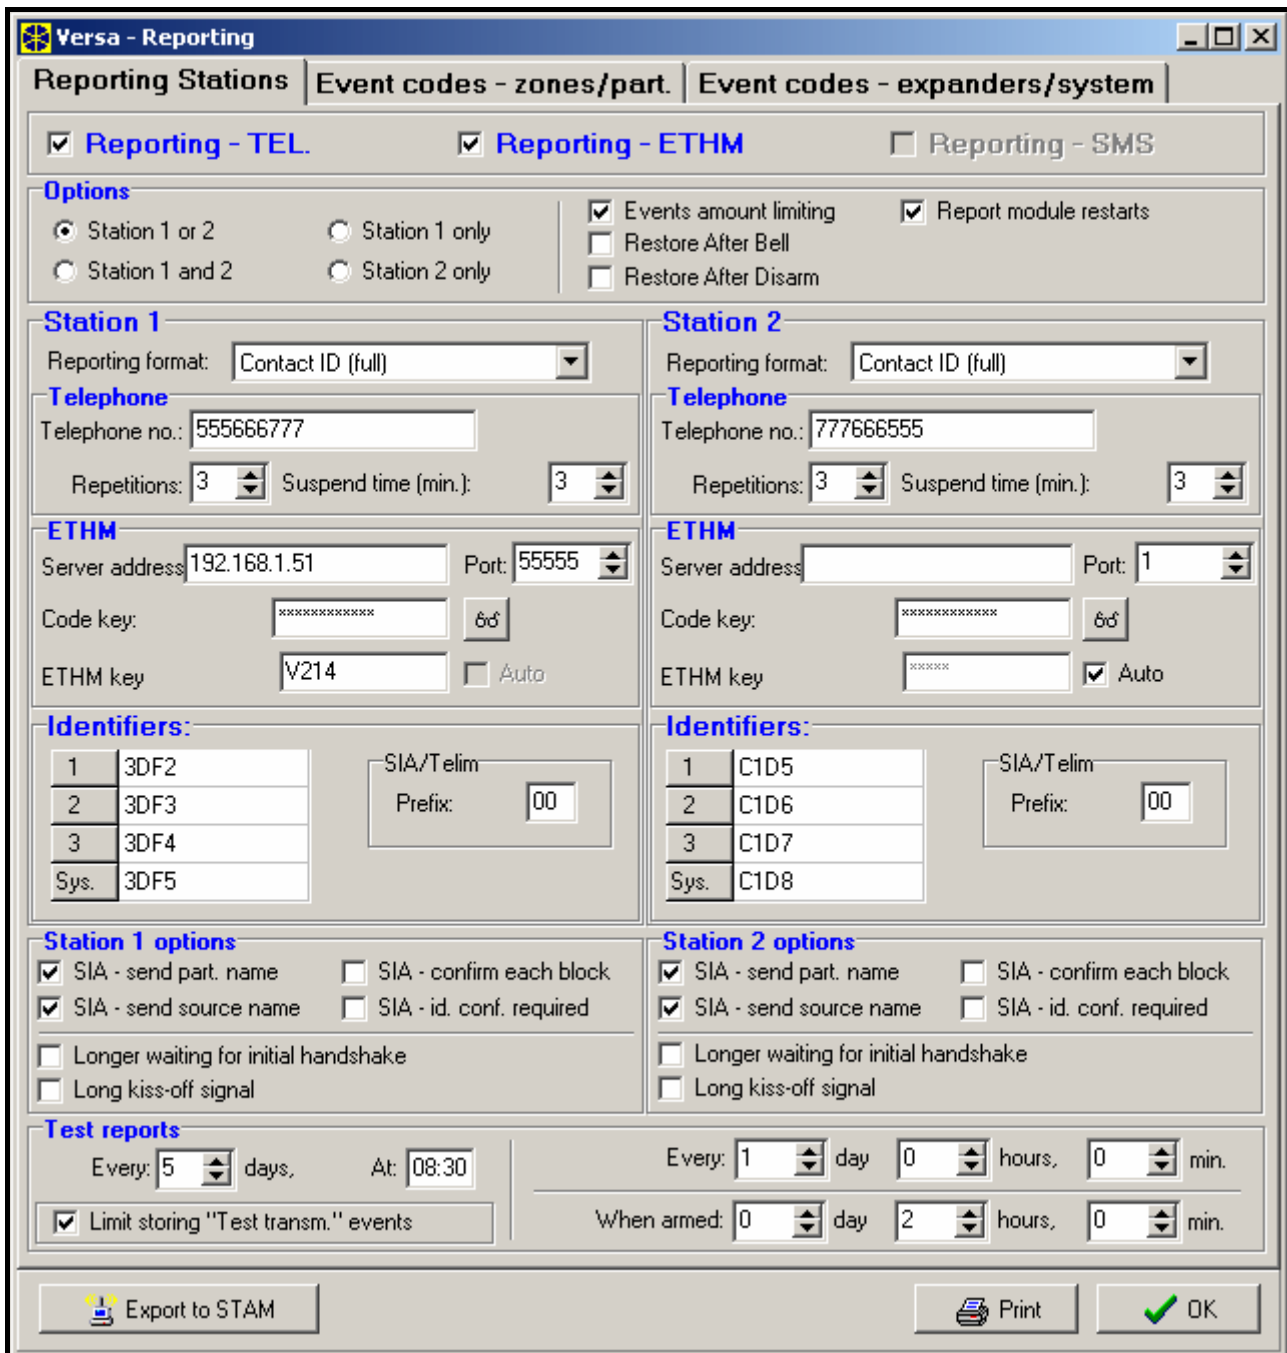 Versa - Reporting
Reporting Stations Event codes - zones/part. Event codes - expanders/system
Reporting - TEL. Reporting - ETHM Reporting - SMS
Options
Station 1 or 2 Station 1 only Events amount limiting Report module restarts
Restore After Bell
Station 1 and 2 Station 2 only Restore After Disarm
Station 1 Station 2
Reporting format: Contact ID (full) Reporting format: Contact ID (full)
Telephone Telephone
Telephone no.: 555666777 Telephone no.: 777666555
Repetitions: 3 Suspend time (min.): 3 Repetitions: 3 Suspend time (min.): 3
ETHM ETHM
Server address 192.168.1.51 Port: 55555 Server address Port: 1
Code key: xxxxxxxxxxxx Code key: xxxxxxxxxxxx
ETHM key V214 Auto ETHM key xxxxx Auto
Identifiers: Identifiers:
1 3DF2 SIA/Telim 1 C1D5 SIA/Telim
2 3DF3 Prefix: 00 2 C1D6 Prefix: 00
3 3DF4 3 C1D7
Sys. 3DF5 Sys. C1D8
Station 1 options Station 2 options
SIA - send part. name SIA - confirm each block SIA - send part. name SIA - confirm each block
SIA - send source name SIA - id. conf. required SIA - send source name SIA - id. conf. required
Longer waiting for initial handshake Longer waiting for initial handshake
Long kiss-off signal Long kiss-off signal
Test reports
Every: 5 days, At: 08:30 Every: 1 day 0 hours, 0 min.
Limit storing "Test transm." events When armed: 0 day 2 hours, 0 min.
Export to STAM Print OK